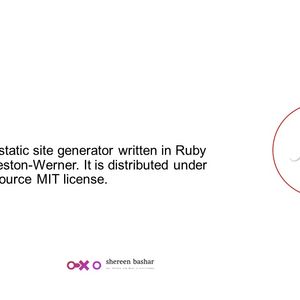 static site generator written in Ruby
eston-Werner. It is distributed under
ource MIT license.
shereen bashar